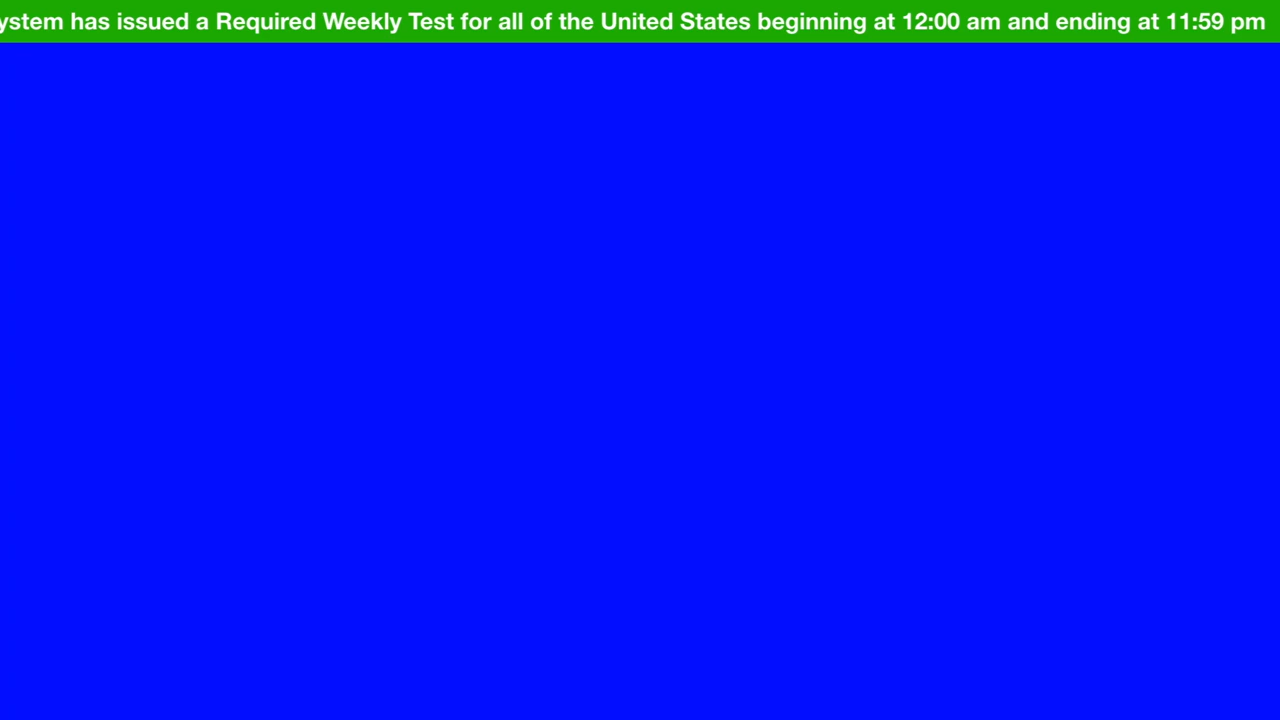 ystem has issued a Required Weekly Test for all of the United States beginning at 12:00 am and ending at 11:59 pm